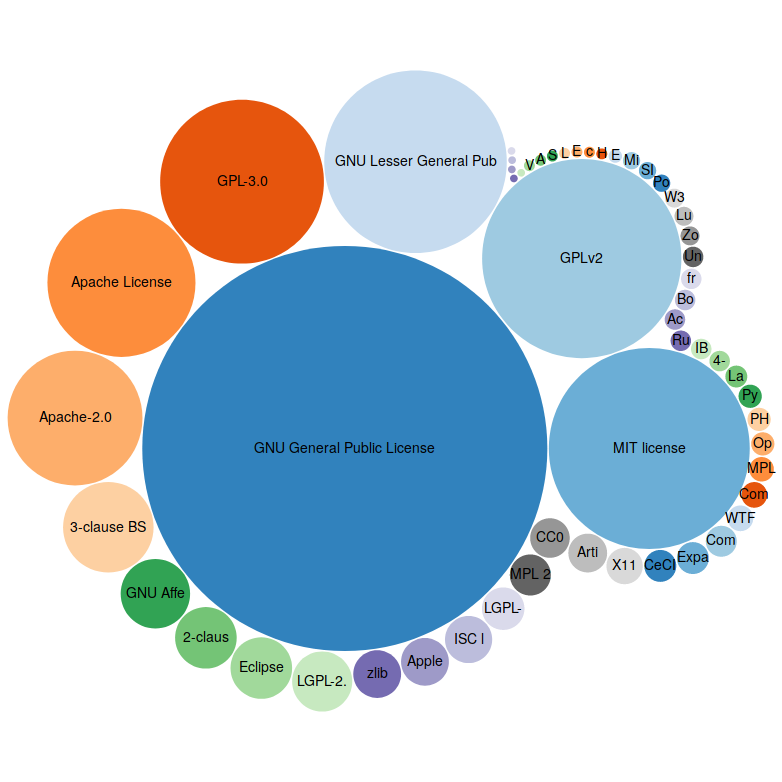 GNU Lesser General Pub
GPL-3.0
GPLv2
Apache License
Apache-2.0
GNU General Public License
MIT license
3-clause BS
GNU Affe
2-claus
Eclipse
LGPL-2.
zlib
Apple
ISC l
LGPL-
MPL 2
CC0
Arti
X11
CeCI
Expa
Com
WTF
Com
MPL
Op
PH
Py
La
4-
IB
Ru
Ac
Bo
fr
Un
Zo
Lu
W3
Po
SI
Mi
E
H
c
E
L
S
A
V